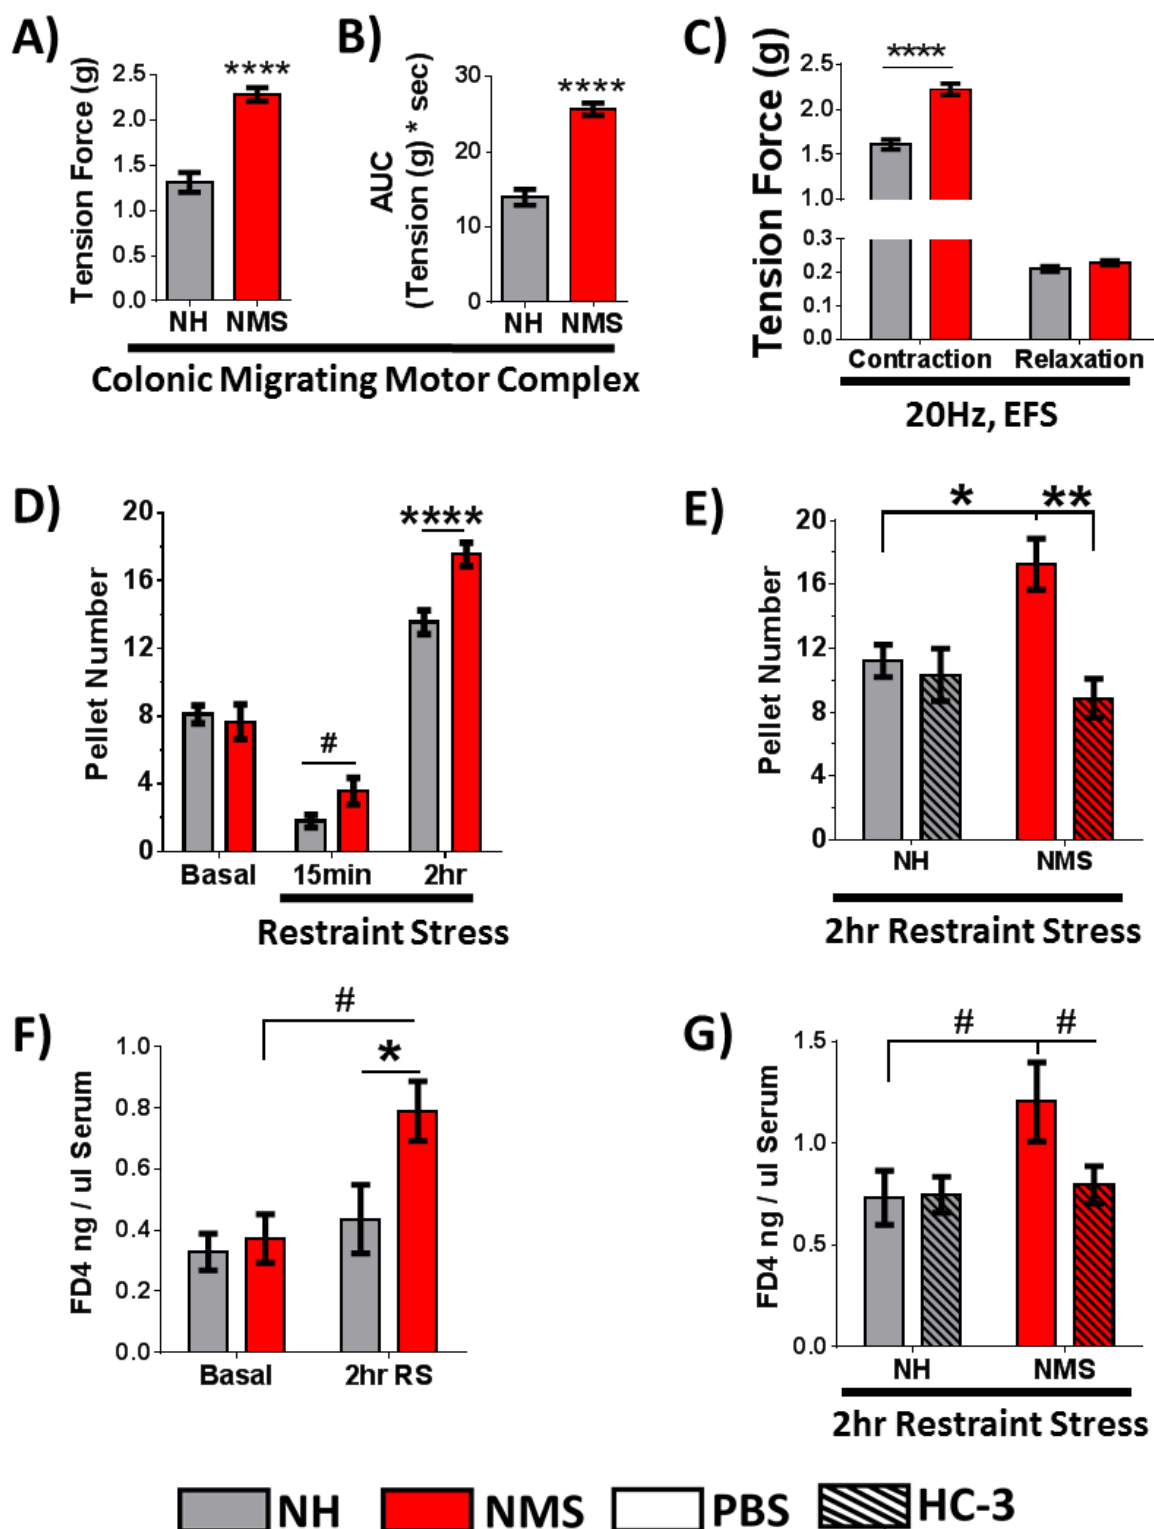 A)
Tension Force (g)
2.5
2.0
1.5
1.0
0.5
0.0
****
NH NMS
B)
AUC
(Tension (g) * sec)
30
20
10
0
****
NH NMS
Colonic Migrating Motor Complex
C)
Tension Force (g)
2.5
2.0
1.5
1.0
0.3
0.2
0.1
0.0
****
Contraction Relaxation
20Hz, EFS
D)
Pellet Number
20
16
12
8
4
0
#
****
Basal 15min 2hr
Restraint Stress
E)
Pellet Number
20
16
12
8
4
0
* **
NH NMS
2hr Restraint Stress
F)
FD4 ng / ul Serum
1.0
0.8
0.6
0.4
0.2
0.0
#
*
Basal 2hr RS
G)
FD4 ng / ul Serum
1.5
1.0
0.5
0.0
# #
NH NMS
2hr Restraint Stress
NH NMS PBS HC-3